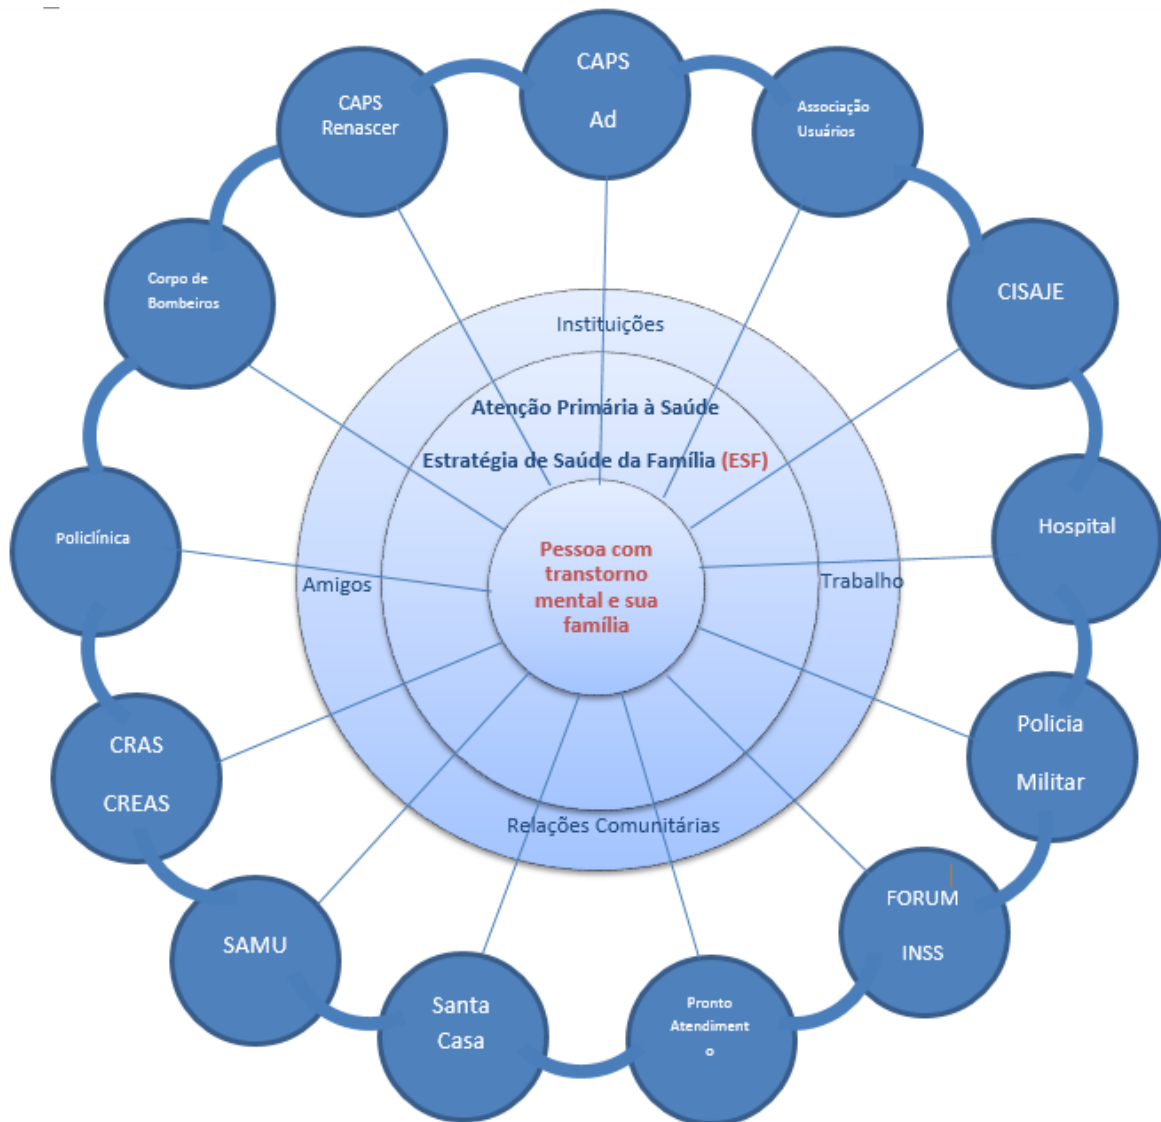 CAPS
Ad
Associação
Usuários
CISAJE
Hospital
Policia
Militar
FORUM
INSS
Pronto
Atendiment
o
Santa
Casa
SAMU
CRAS
CREAS
Policlínica
Corpo de
Bombeiros
CAPS
Renascer
Instituições
Atenção Primária à Saúde
Estratégia de Saúde da Família (ESF)
Pessoa com
transtorno
mental e sua
família
Amigos
Trabalho
Relações Comunitárias